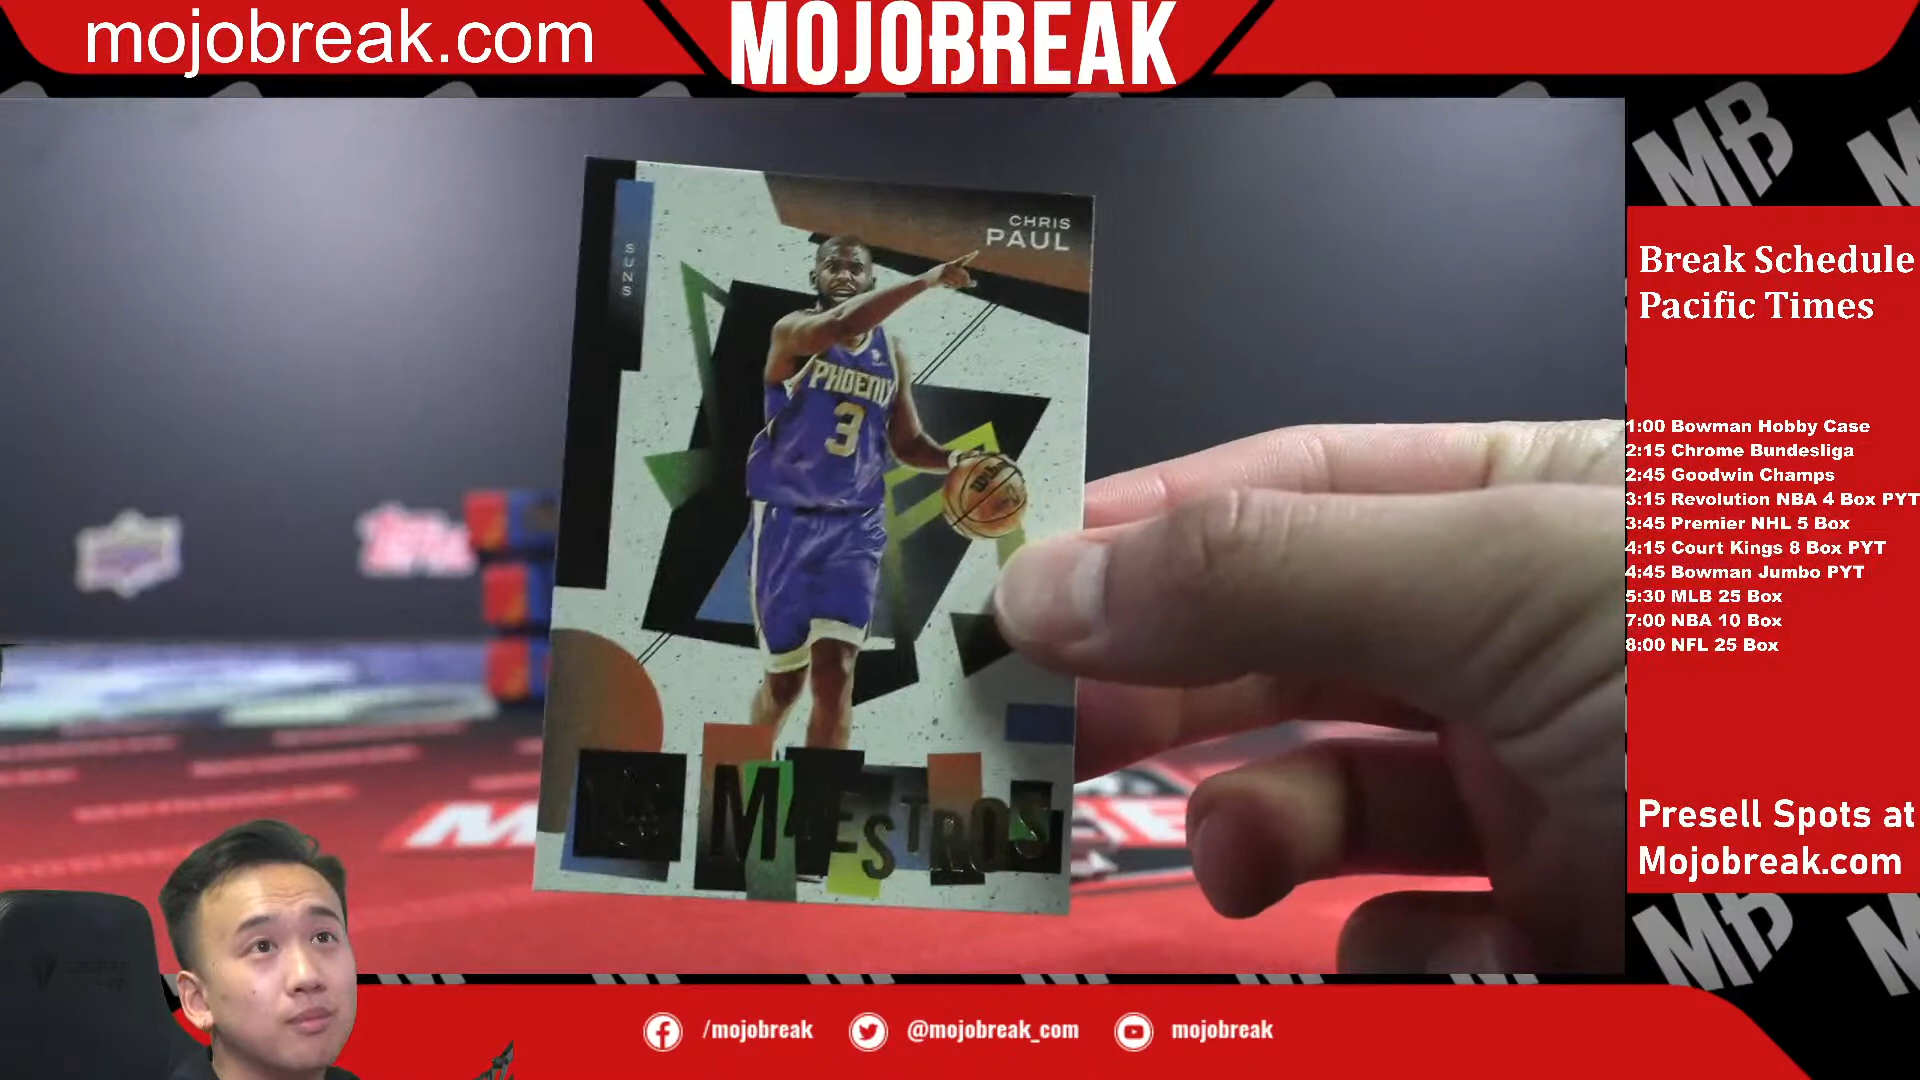 mojobreak.com
MOJOBREAK
MB
CHRIS
PAUL
SUNS
PHOENIX
3
Wilson
MAESTROS
Break Schedule
Pacific Times
1:00 Bowman Hobby Case
2:15 Chrome Bundesliga
2:45 Goodwin Champs
3:15 Revolution NBA 4 Box PYT
3:45 Premier NHL 5 Box
4:15 Court Kings 8 Box PYT
4:45 Bowman Jumbo PYT
5:30 MLB 25 Box
7:00 NBA 10 Box
8:00 NFL 25 Box
Presell Spots at
Mojobreak.com
MB
/mojobreak
@mojobreak_com
mojobreak